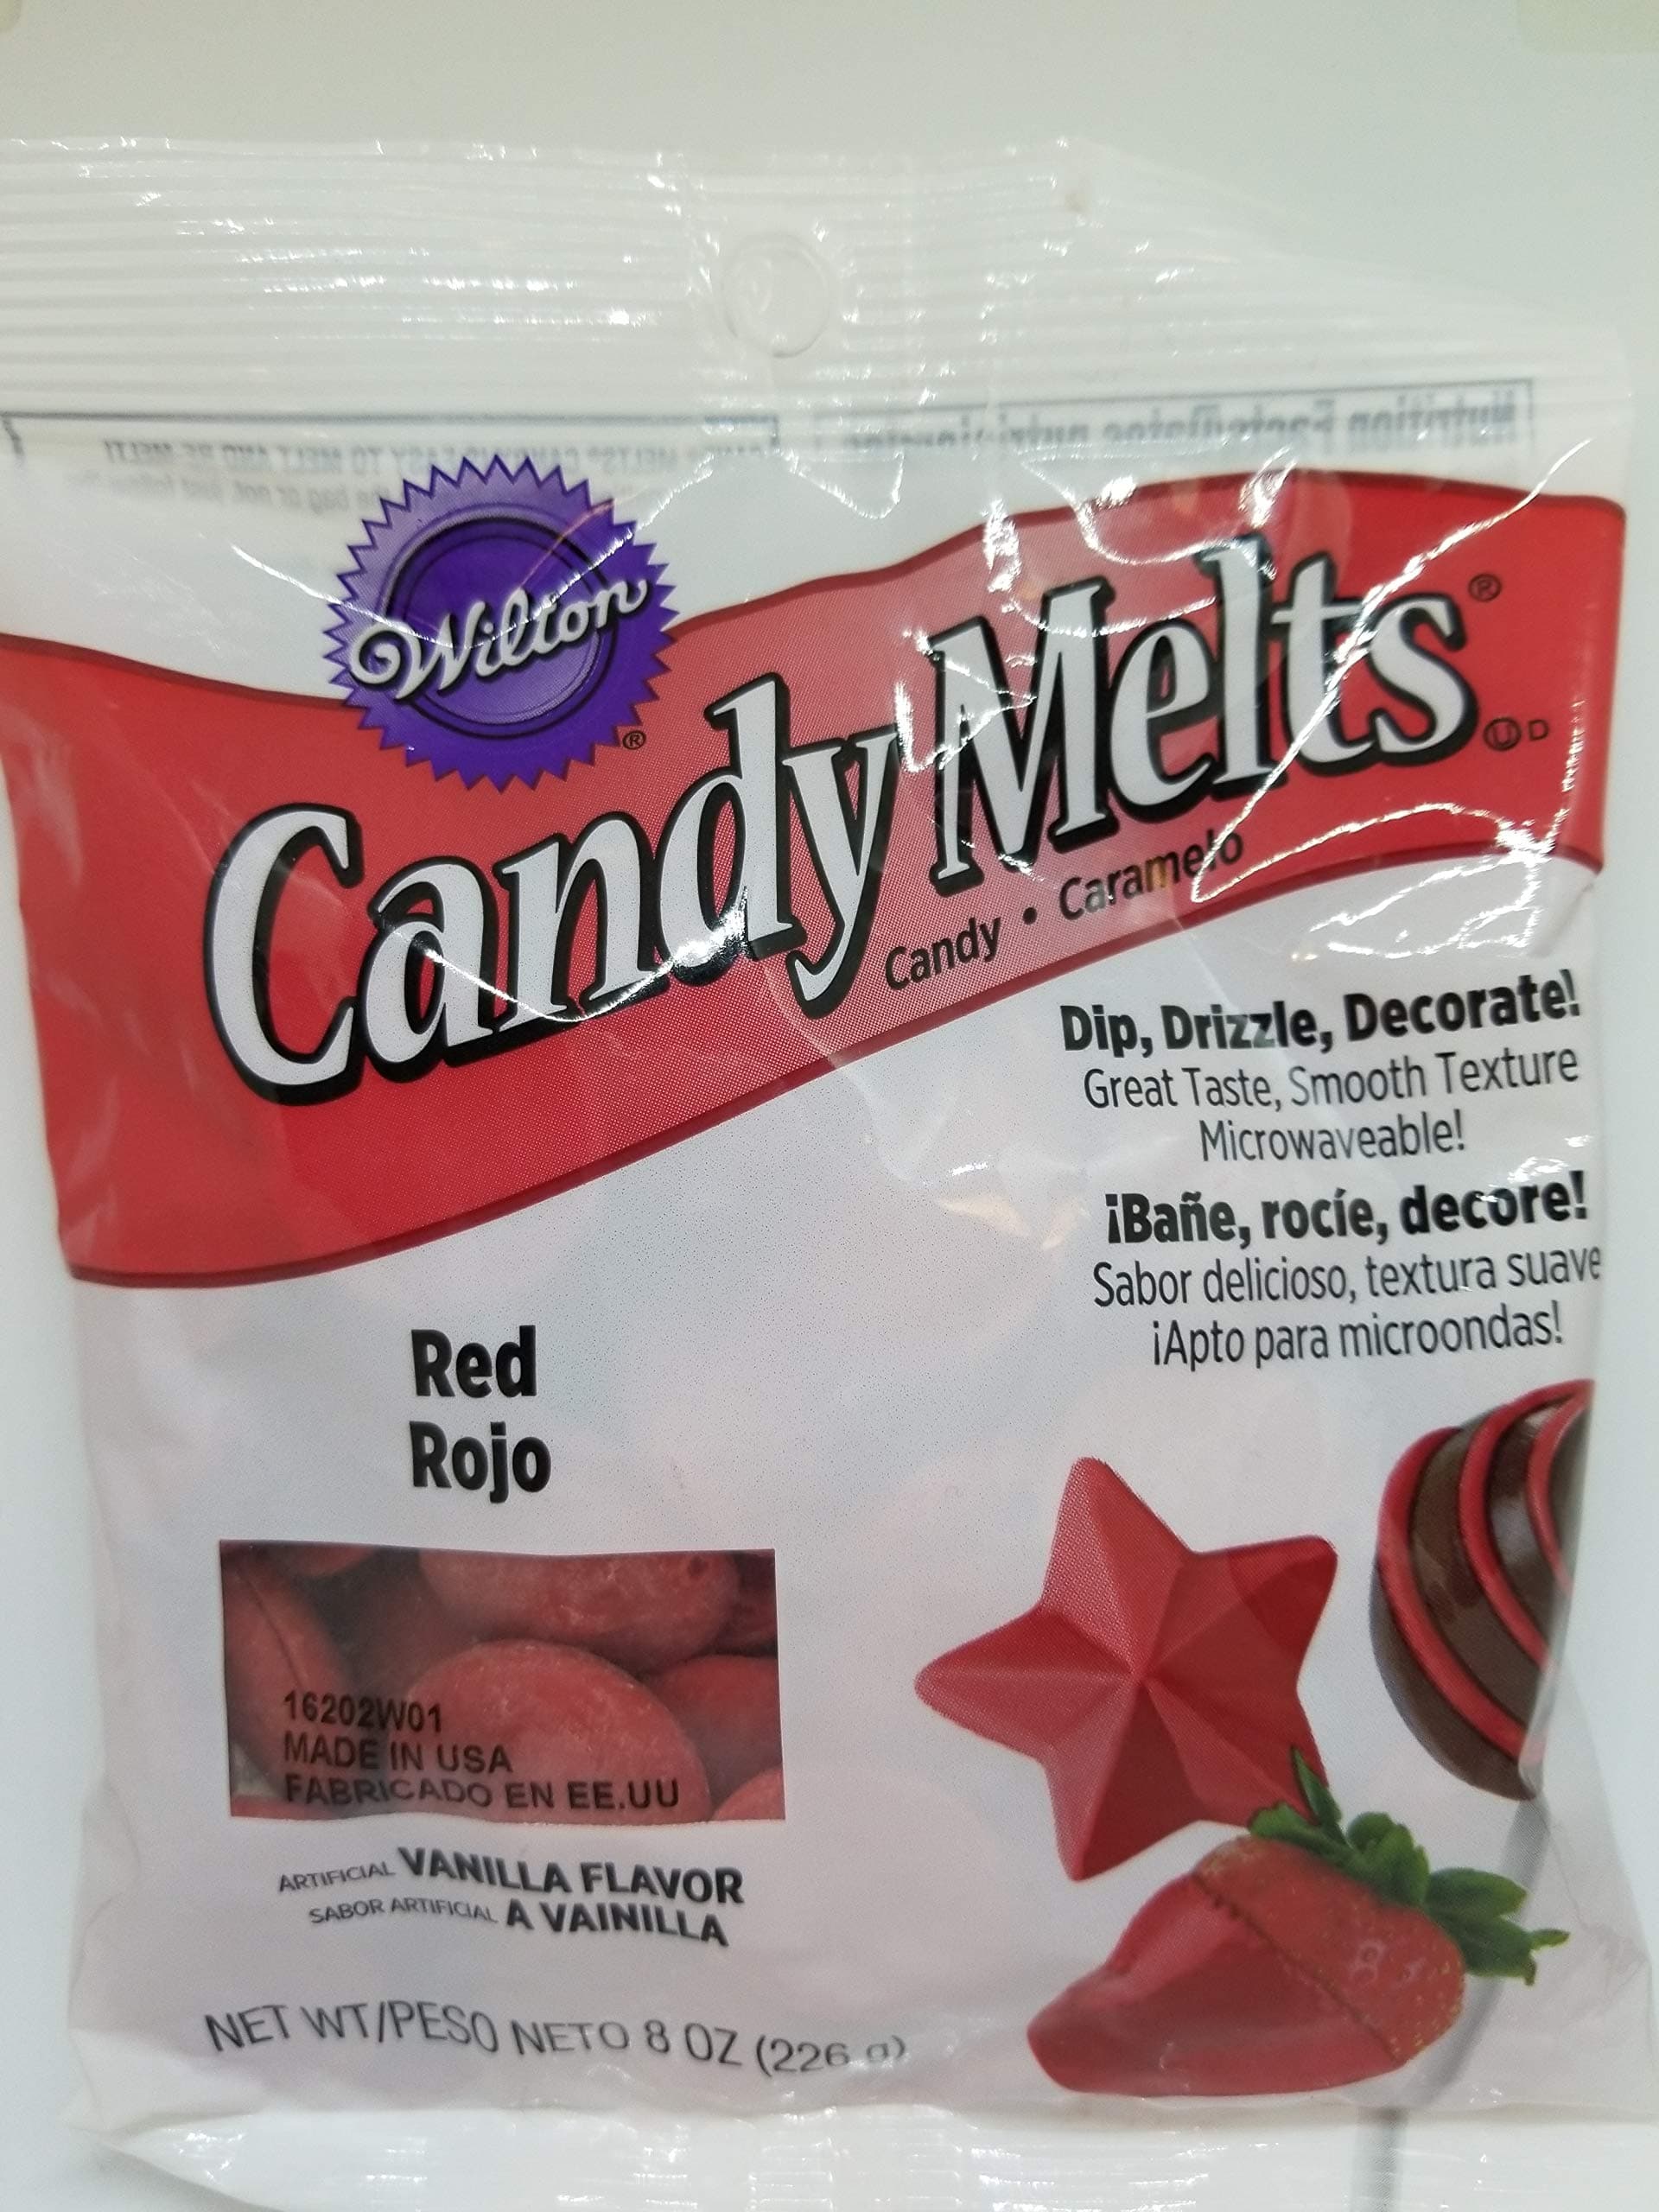 Wilton®
Candy Melts®
Ⓤ D
Candy • Caramelo
Dip, Drizzle, Decorate!
Great Taste, Smooth Texture
Microwaveable!
¡Bañe, rocíe, decore!
Sabor delicioso, textura suave
¡Apto para microondas!
Red
Rojo
16202W01
MADE IN USA
FABRICADO EN EE.UU
ARTIFICIAL VANILLA FLAVOR
SABOR ARTIFICIAL A VAINILLA
NET WT/PESO NETO 8 OZ (226 g)